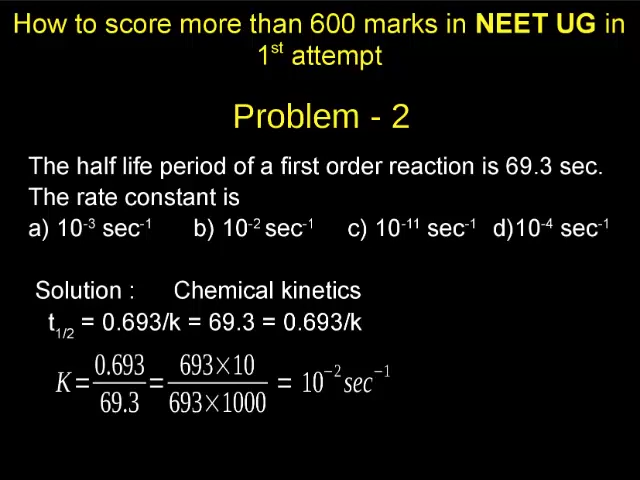 How to score more than 600 marks in NEET UG in
1st attempt
Problem - 2
The half life period of a first order reaction is 69.3 sec.
The rate constant is
a) 10⁻³ sec⁻¹ b) 10⁻² sec⁻¹ c) 10⁻¹¹ sec⁻¹ d)10⁻⁴ sec⁻¹
Solution : Chemical kinetics
t₁/₂ = 0.693/k = 69.3 = 0.693/k
K = 0.693/69.3 = 693×10/693×1000 = 10⁻² sec⁻¹